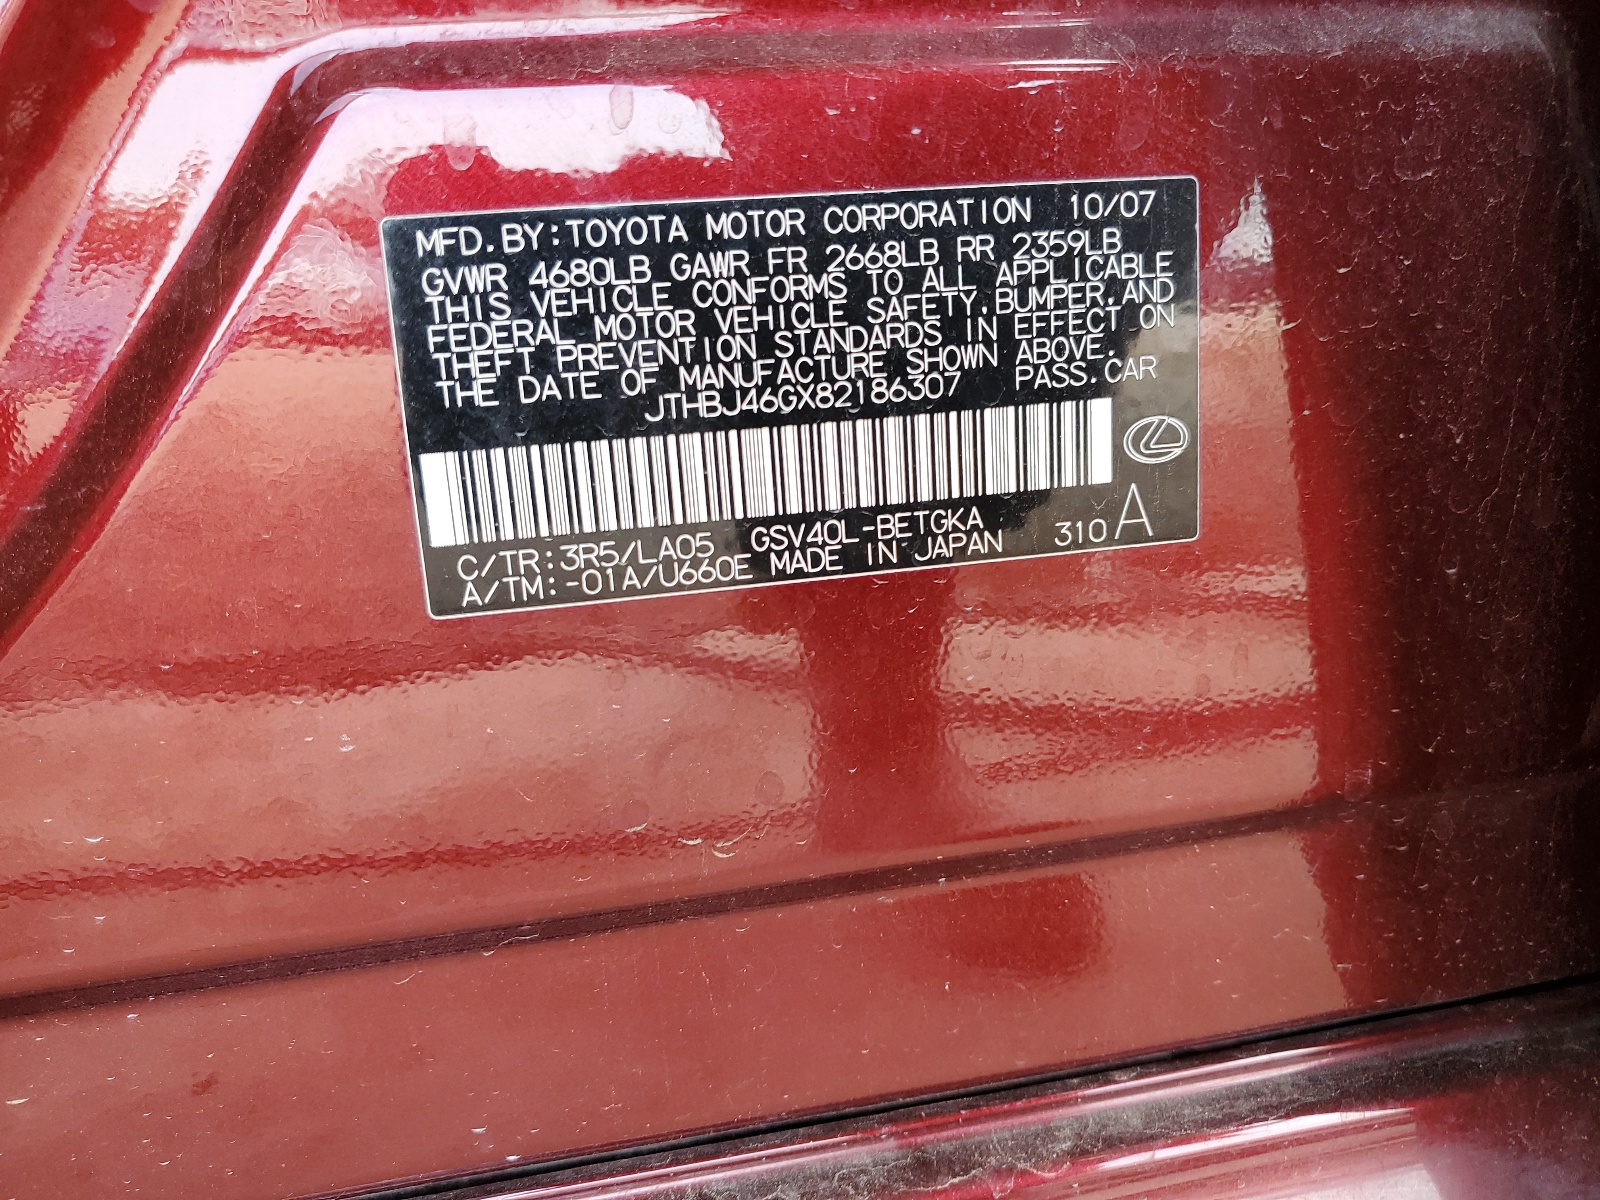 MFD.BY:TOYOTA MOTOR CORPORATION 10/07
GVWR 4680LB GAWR FR 2668LB RR 2359LB
THIS VEHICLE CONFORMS TO ALL APPLICABLE
FEDERAL MOTOR VEHICLE SAFETY,BUMPER,AND
THEFT PREVENTION STANDARDS IN EFFECT ON
THE DATE OF MANUFACTURE SHOWN ABOVE.
JTHBJ46GX82186307 PASS.CAR
C/TR:3R5/LA05 GSV40L-BETGKA
A/TM:-01A/U660E MADE IN JAPAN 310 A